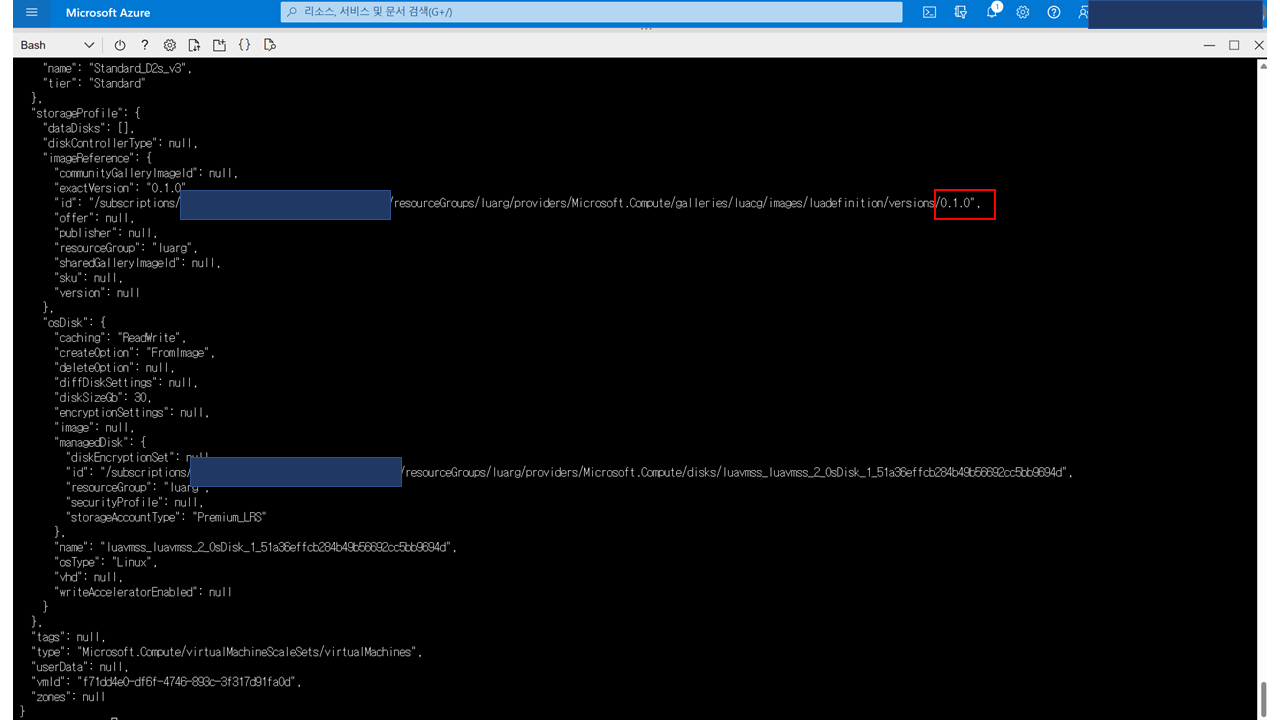 Microsoft Azure
리소스, 서비스 및 문서 검색(G+/)
1
Bash
"name": "Standard_D2s_v3",
"tier": "Standard"
},
"storageProfile": {
"dataDisks": [],
"diskControllerType": null,
"imageReference": {
"communityGalleryImageId": null,
"exactVersion": "0.1.0"
"id": "/subscriptions/ /resourceGroups/luarg/providers/Microsoft.Compute/galleries/luacg/images/luadefinition/versions/0.1.0",
"offer": null,
"publisher": null,
"resourceGroup": "luarg",
"sharedGalleryImageId": null,
"sku": null,
"version": null
},
"osDisk": {
"caching": "ReadWrite",
"createOption": "FromImage",
"deleteOption": null,
"diffDiskSettings": null,
"diskSizeGb": 30,
"encryptionSettings": null,
"image": null,
"managedDisk": {
"diskEncryptionSet": null
"id": "/subscriptions/ /resourceGroups/luarg/providers/Microsoft.Compute/disks/luavmss_luavmss_2_OsDisk_1_51a36effcb284b49b56692cc5bb9694d",
"resourceGroup": "luarg",
"securityProfile": null,
"storageAccountType": "Premium_LRS"
},
"name": "luavmss_luavmss_2_OsDisk_1_51a36effcb284b49b56692cc5bb9694d",
"osType": "Linux",
"vhd": null,
"writeAcceleratorEnabled": null
}
},
"tags": null,
"type": "Microsoft.Compute/virtualMachineScaleSets/virtualMachines",
"userData": null,
"vmId": "f71dd4e0-df6f-4746-893c-3f317d91fa0d",
"zones": null
}